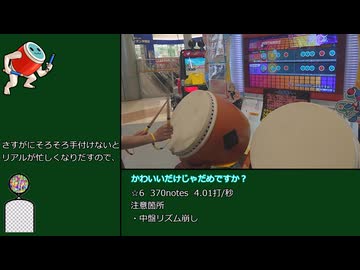 さすがにそろそろ手付けないと
リアルが忙しくなりだすので、
かわいいだけじゃだめですか？
☆6 370notes 4.01打/秒
注意箇所
・中盤リズム崩し